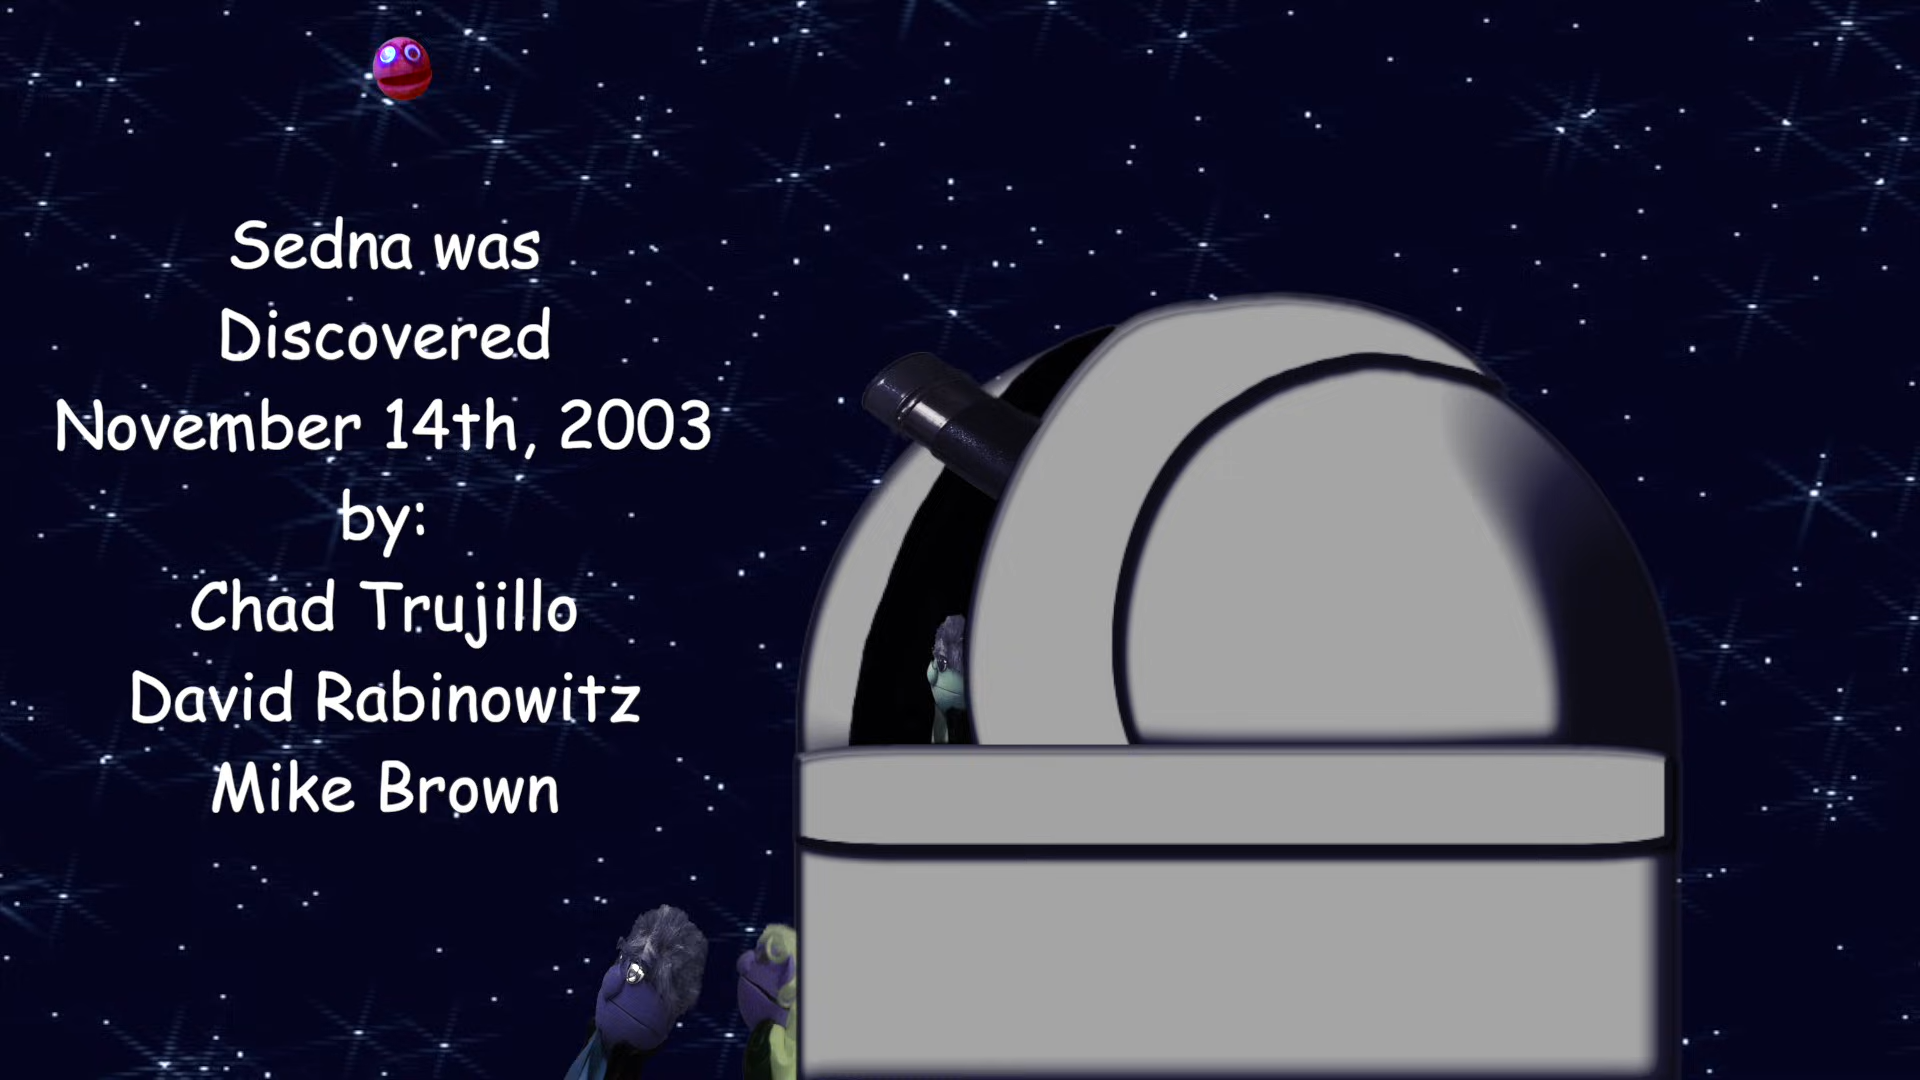 Sedna was
Discovered
November 14th, 2003
by:
Chad Trujillo
David Rabinowitz
Mike Brown